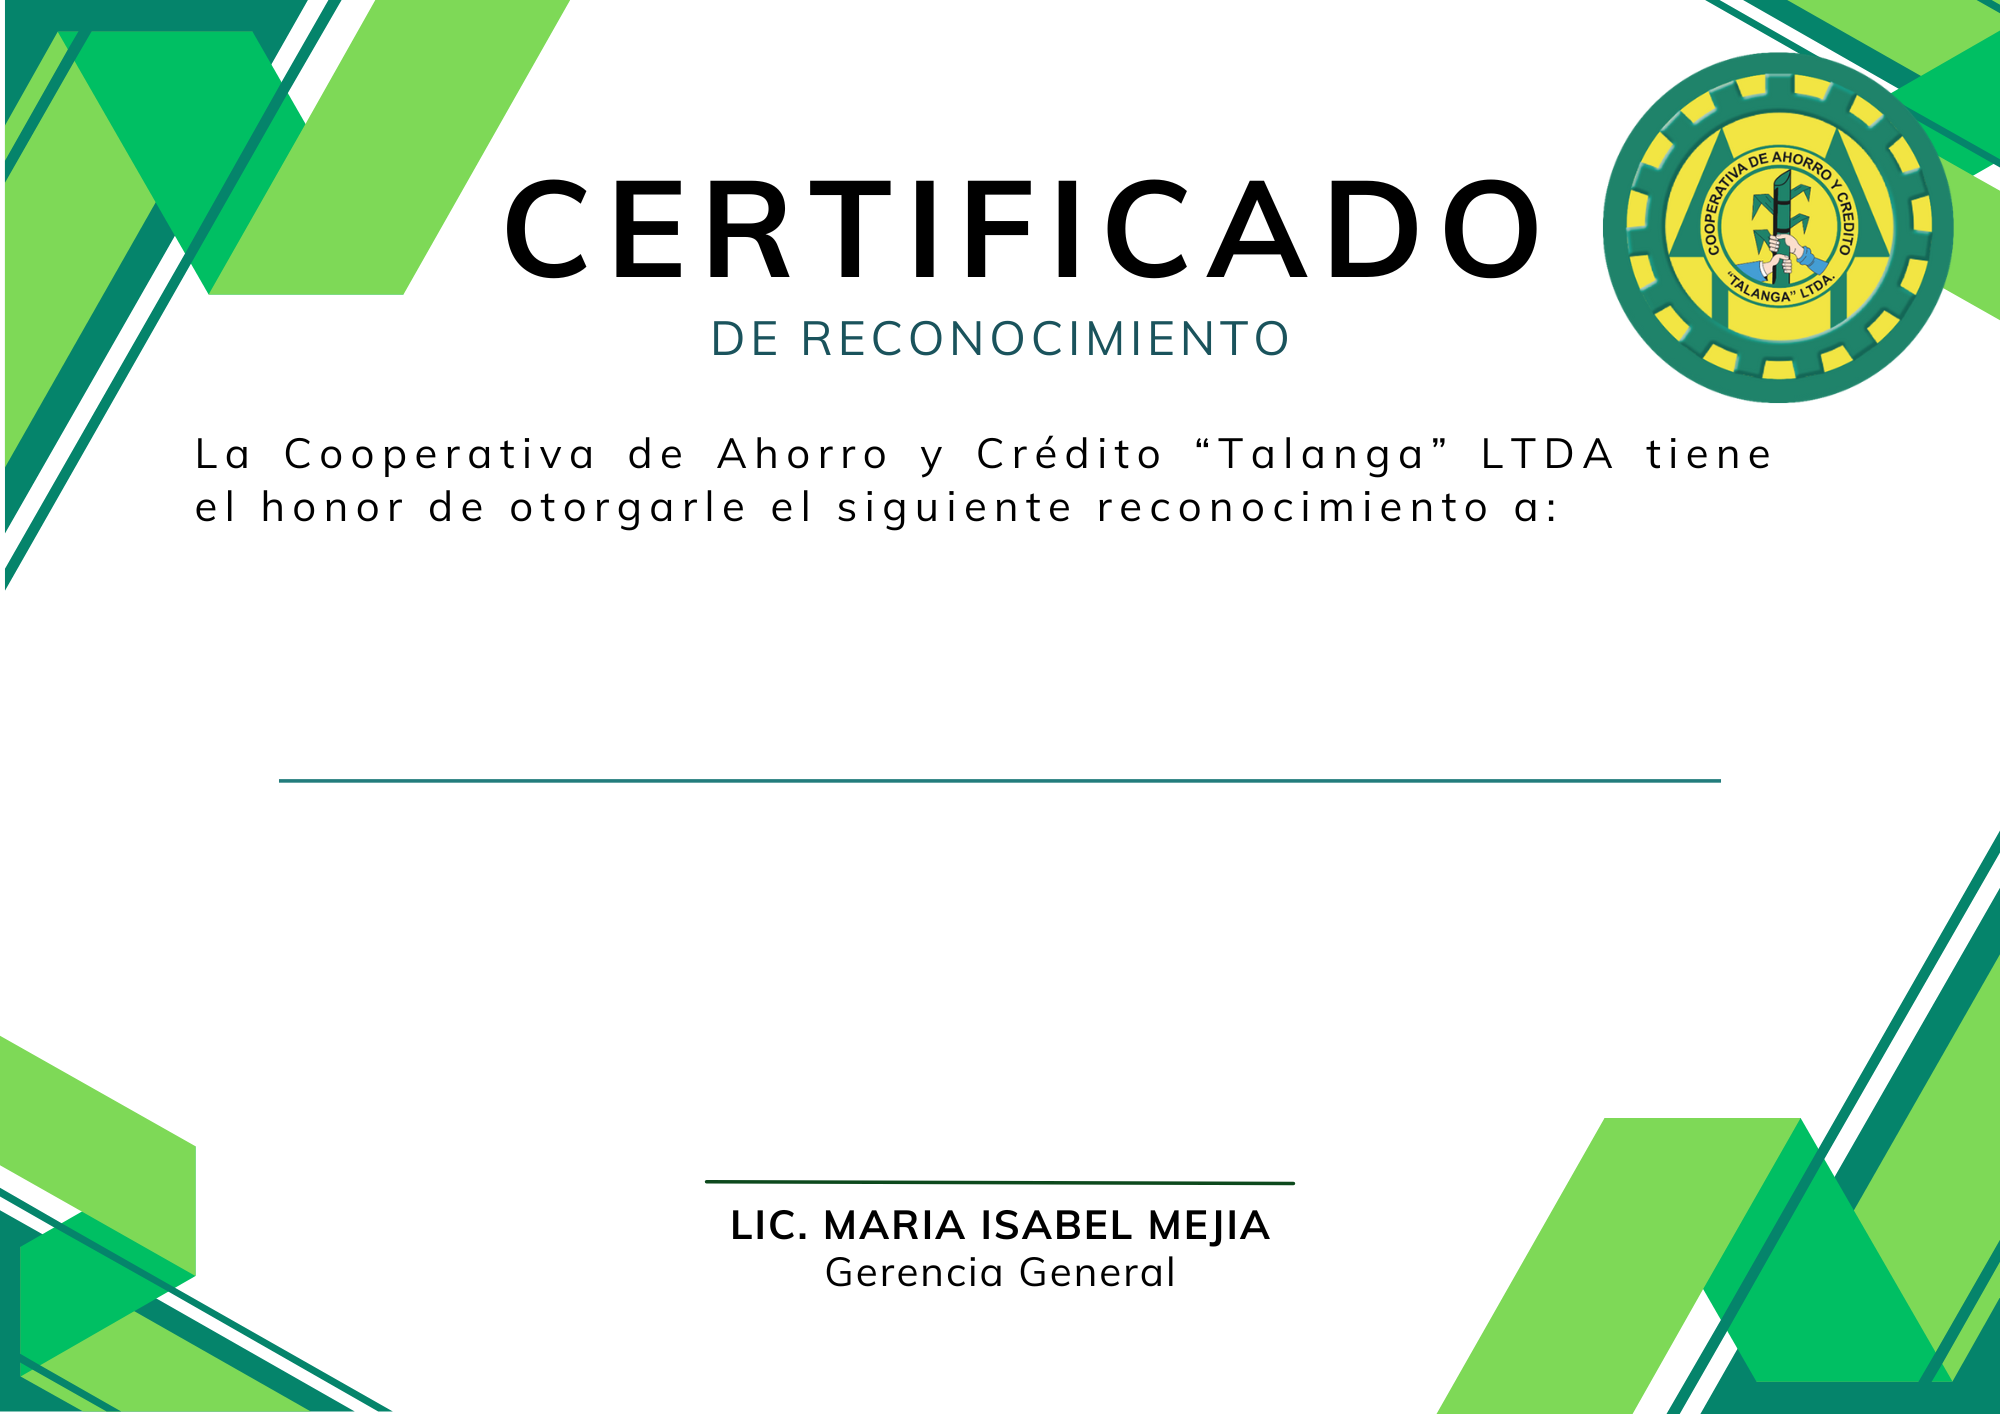 CERTIFICADO
DE RECONOCIMIENTO
COOPERATIVA DE AHORRO Y CREDITO
“TALANGA” LTDA.
La Cooperativa de Ahorro y Crédito “Talanga” LTDA tiene
el honor de otorgarle el siguiente reconocimiento a:
LIC. MARIA ISABEL MEJIA
Gerencia General